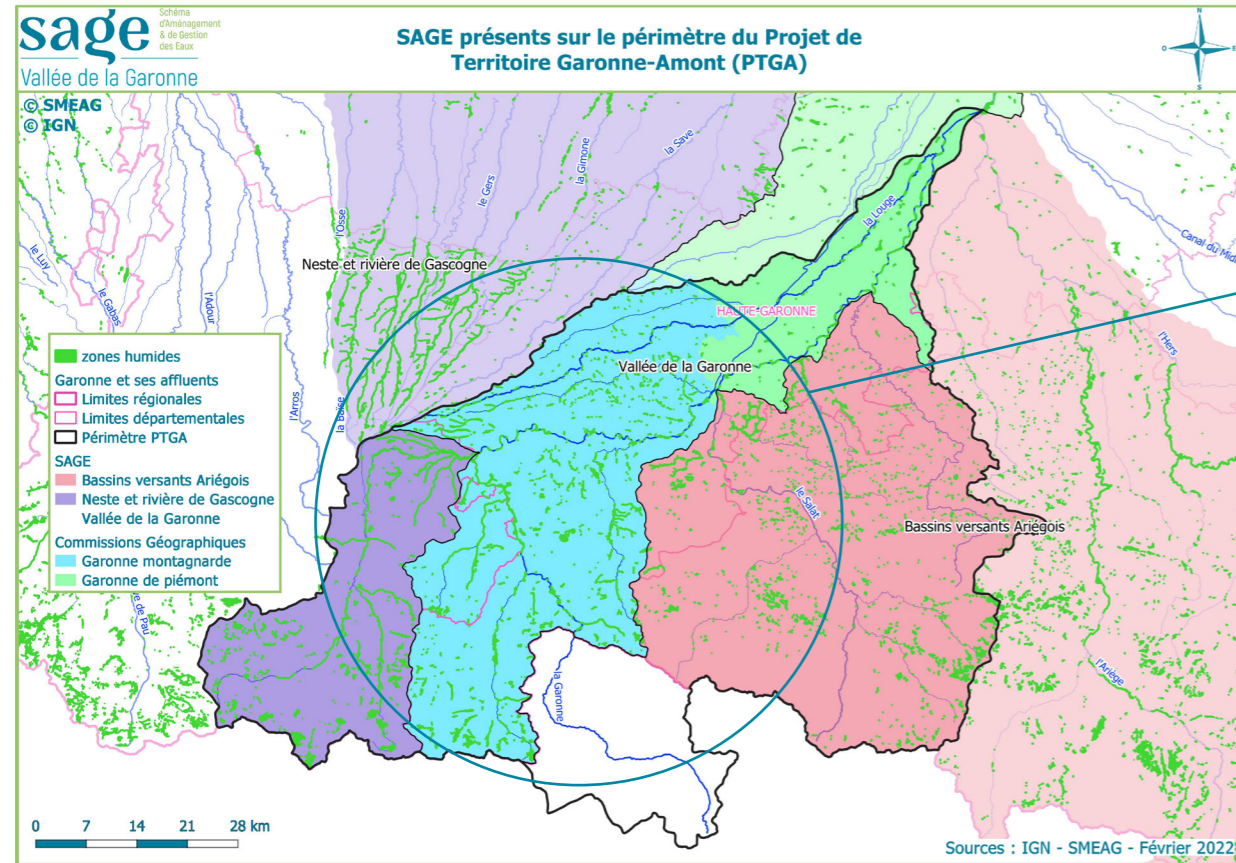 sage
Schéma
d'Aménagement
& de Gestion
des Eaux
Vallée de la Garonne
SAGE présents sur le périmètre du Projet de
Territoire Garonne-Amont (PTGA)
N
O
E
S
© SMEAG
© IGN
le Luy
le Gabas
l'Adour
l'Arros
l'Osse
la Baïse
le Gers
la Gimone
la Save
la Louge
Canal du Midi
l'Hers
Neste et rivière de Gascogne
HAUTE-GARONNE
Vallée de la Garonne
le Salat
Bassins versants Ariégois
l'Ariège
la Garonne
e de Pau
zones humides
Garonne et ses affluents
Limites régionales
Limites départementales
Périmètre PTGA
SAGE
Bassins versants Ariégois
Neste et rivière de Gascogne
Vallée de la Garonne
Commissions Géographiques
Garonne montagnarde
Garonne de piémont
0 7 14 21 28 km
Sources : IGN - SMEAG - Février 2022